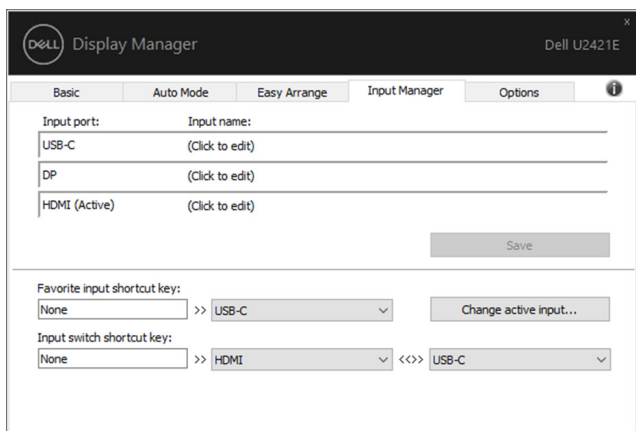 x
DELL Display Manager Dell U2421E
Basic Auto Mode Easy Arrange Input Manager Options i
Input port: Input name:
USB-C (Click to edit)
DP (Click to edit)
HDMI (Active) (Click to edit)
Save
Favorite input shortcut key:
None >> USB-C Change active input...
Input switch shortcut key:
None >> HDMI <<>> USB-C